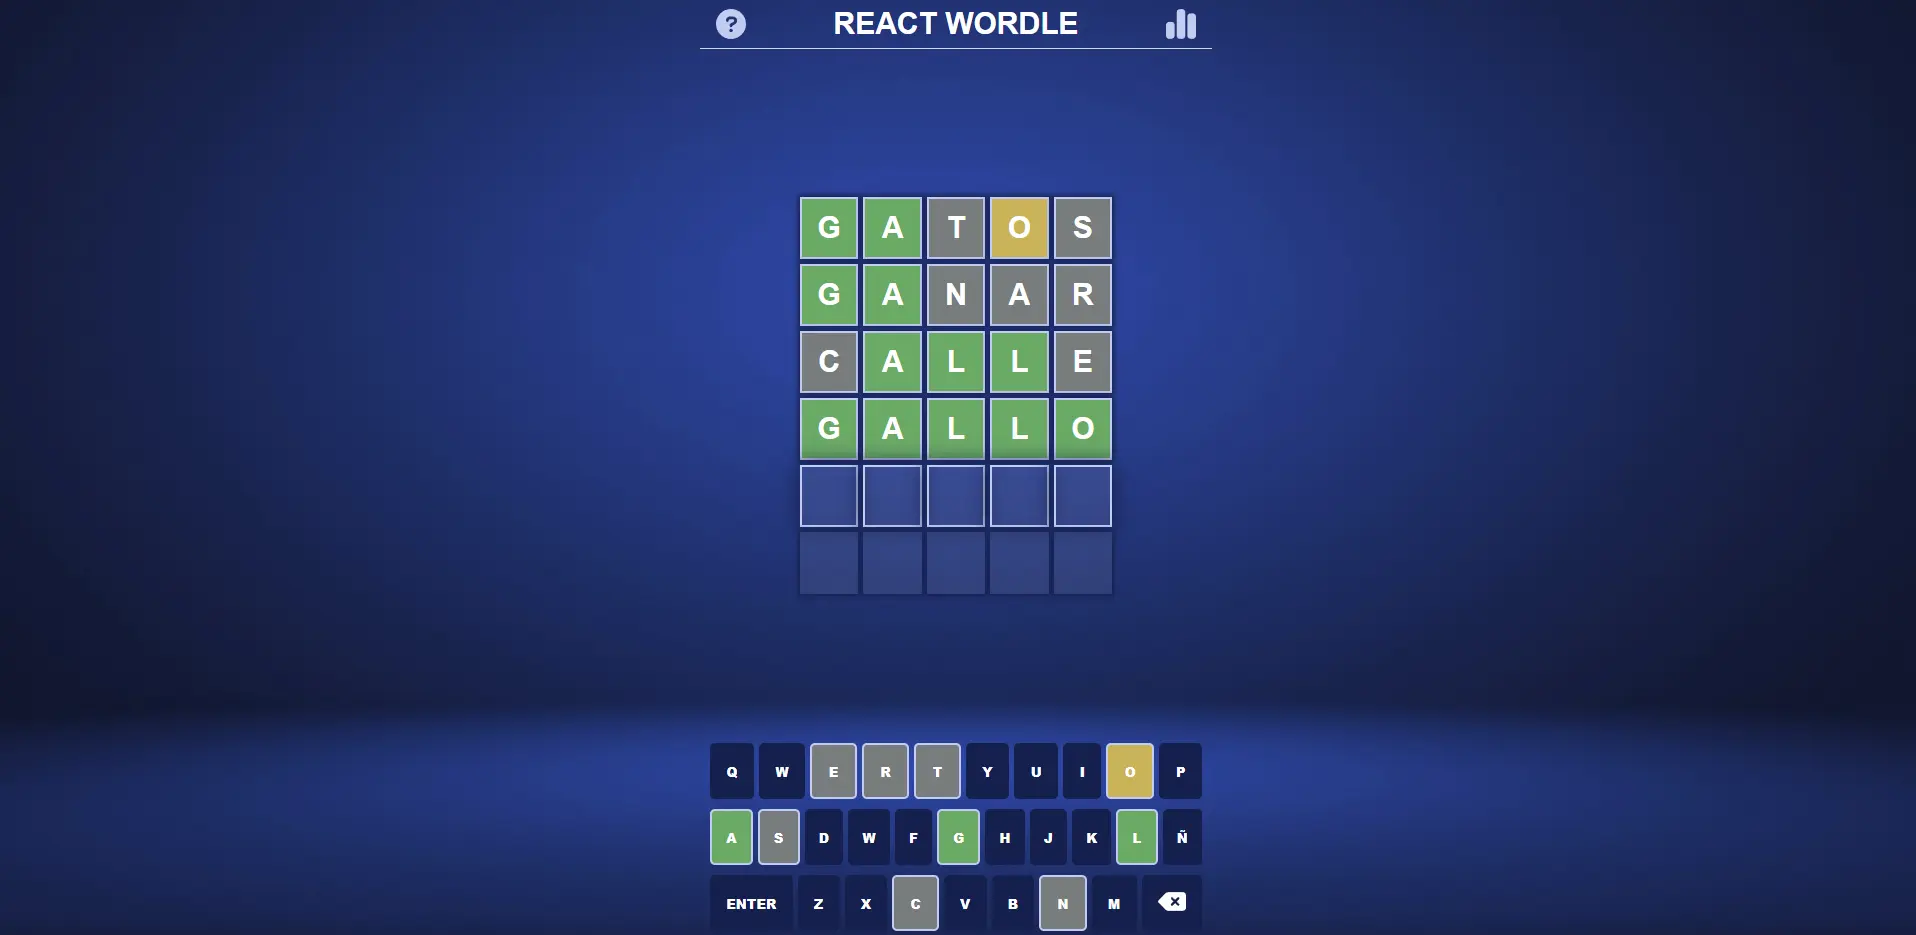 ?
REACT WORDLE
G A T O S
G A N A R
C A L L E
G A L L O
Q W E R T Y U I O P
A S D W F G H J K L Ñ
ENTER Z X C V B N M